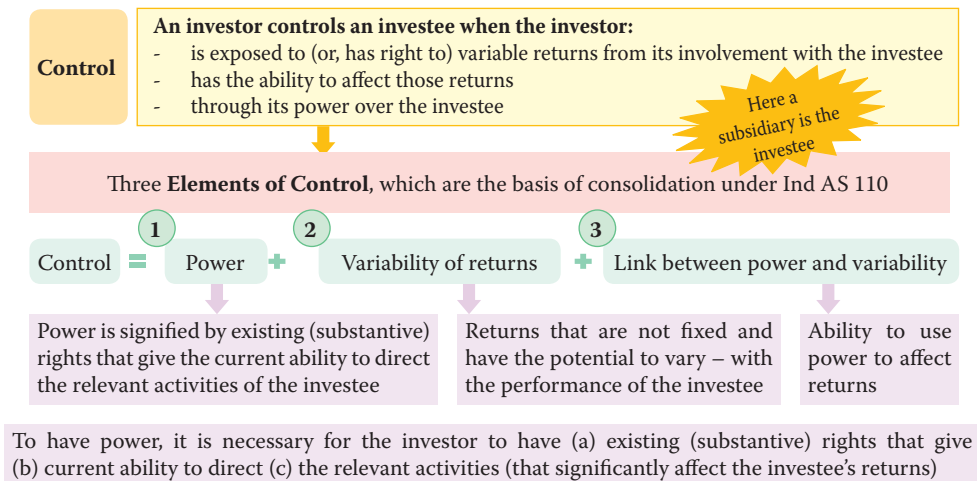 Control
An investor controls an investee when the investor:
- is exposed to (or, has right to) variable returns from its involvement with the investee
- has the ability to affect those returns
- through its power over the investee
Here a
subsidiary is the
investee
Three Elements of Control, which are the basis of consolidation under Ind AS 110
1
2
3
Control = Power + Variability of returns + Link between power and variability
Power is signified by existing (substantive)
rights that give the current ability to direct
the relevant activities of the investee
Returns that are not fixed and
have the potential to vary – with
the performance of the investee
Ability to use
power to affect
returns
To have power, it is necessary for the investor to have (a) existing (substantive) rights that give
(b) current ability to direct (c) the relevant activities (that significantly affect the investee's returns)